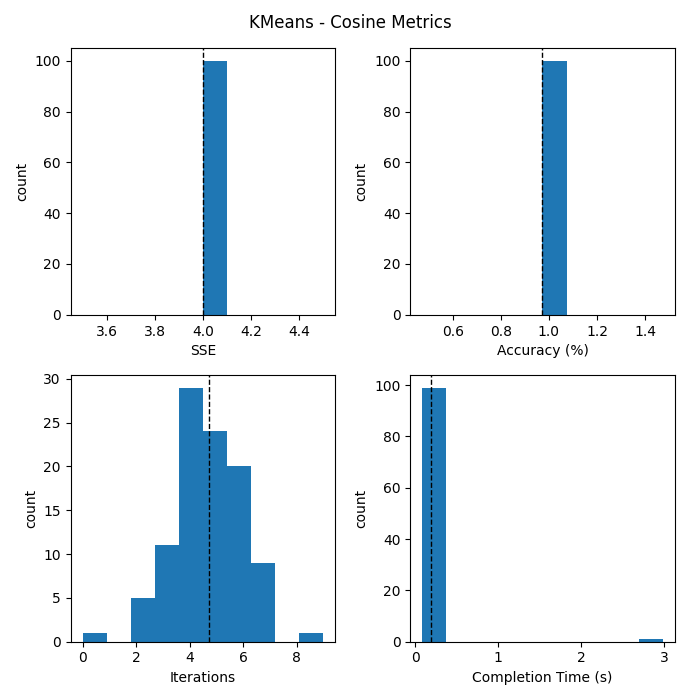 KMeans - Cosine Metrics
100
80
60
40
20
0
count
3.6 3.8 4.0 4.2 4.4
SSE
100
80
60
40
20
0
count
0.6 0.8 1.0 1.2 1.4
Accuracy (%)
30
25
20
15
10
5
0
count
0 2 4 6 8
Iterations
100
80
60
40
20
0
count
0 1 2 3
Completion Time (s)